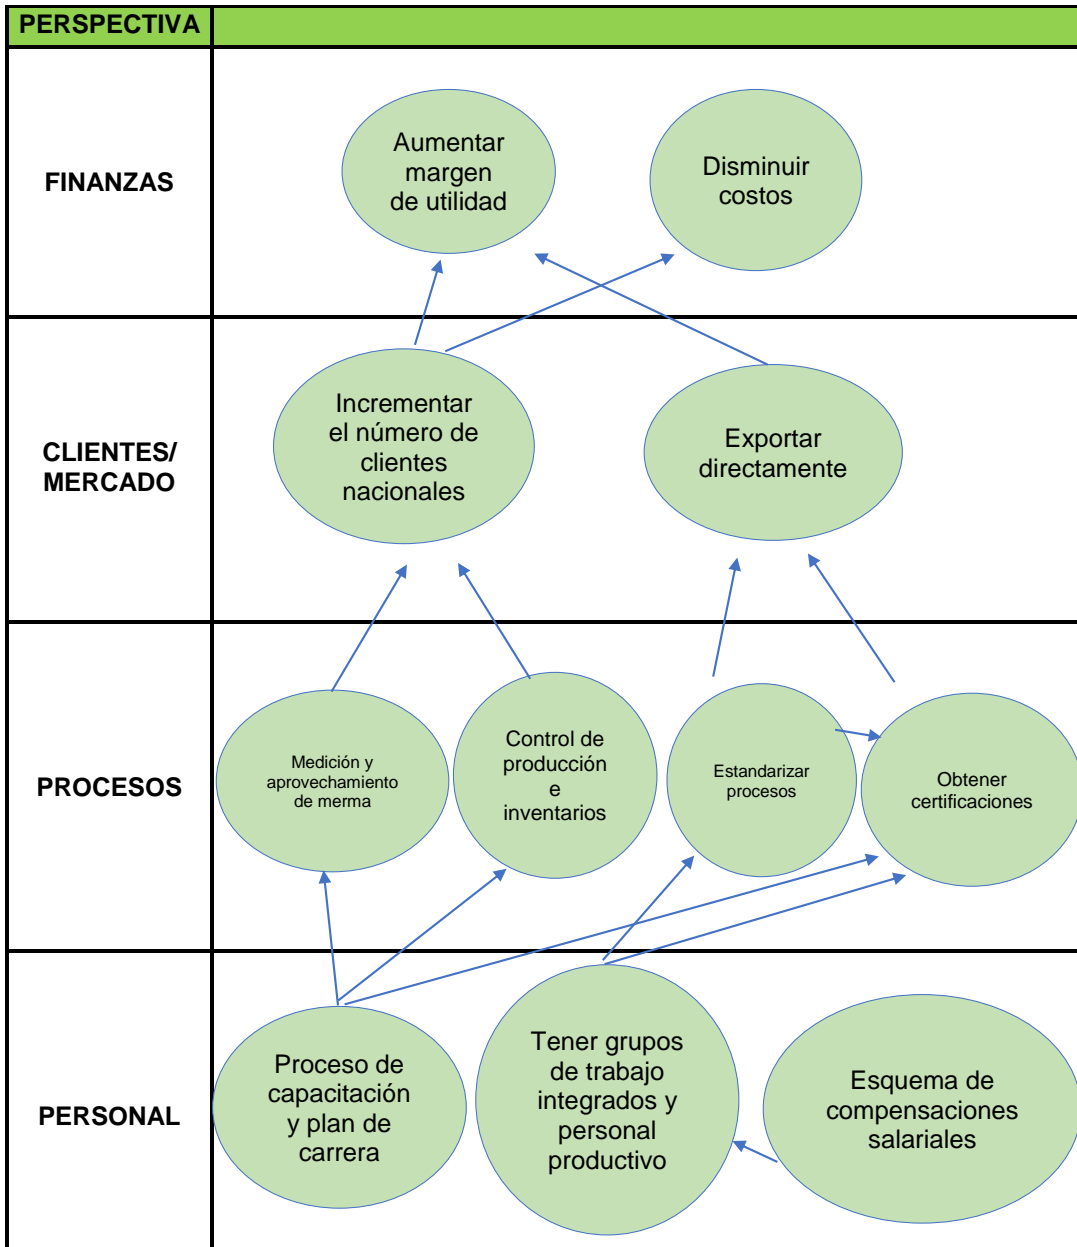 PERSPECTIVA
FINANZAS
Aumentar
margen
de utilidad
Disminuir
costos
CLIENTES/
MERCADO
Incrementar
el número de
clientes
nacionales
Exportar
directamente
PROCESOS
Medición y
aprovechamiento
de merma
Control de
producción
e
inventarios
Estandarizar
procesos
Obtener
certificaciones
PERSONAL
Proceso de
capacitación
y plan de
carrera
Tener grupos
de trabajo
integrados y
personal
productivo
Esquema de
compensaciones
salariales